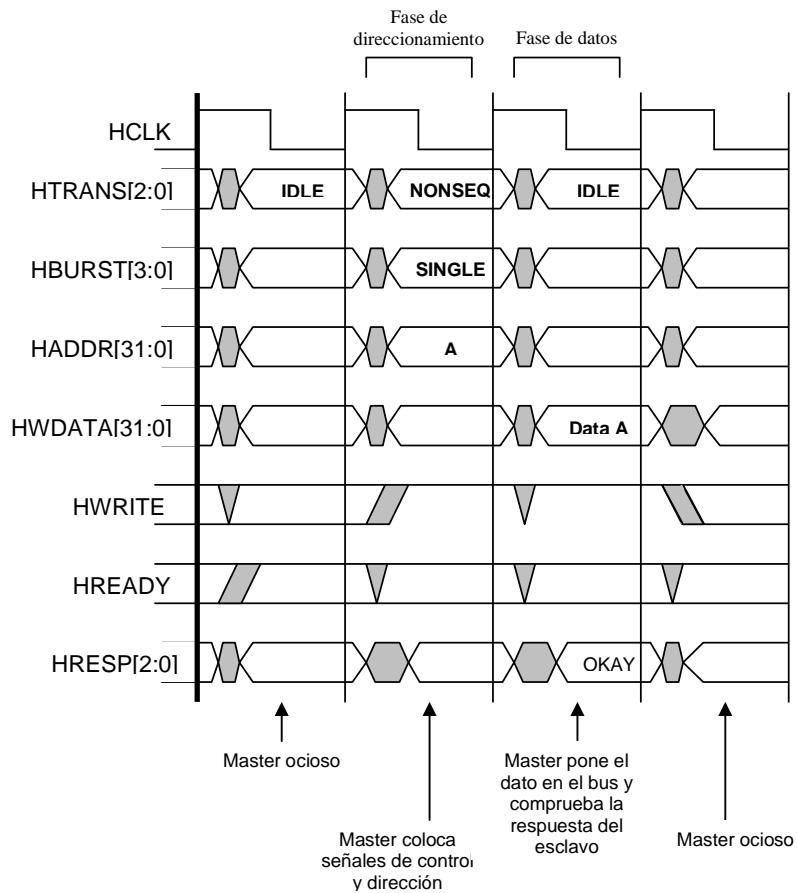 Fase de
direccionamiento
Fase de datos
HCLK
HTRANS[2:0]
IDLE
NONSEQ
IDLE
HBURST[3:0]
SINGLE
HADDR[31:0]
A
HWDATA[31:0]
Data A
HWRITE
HREADY
HRESP[2:0]
OKAY
Master ocioso
Master coloca
señales de control
y dirección
Master pone el
dato en el bus y
comprueba la
respuesta del
esclavo
Master ocioso